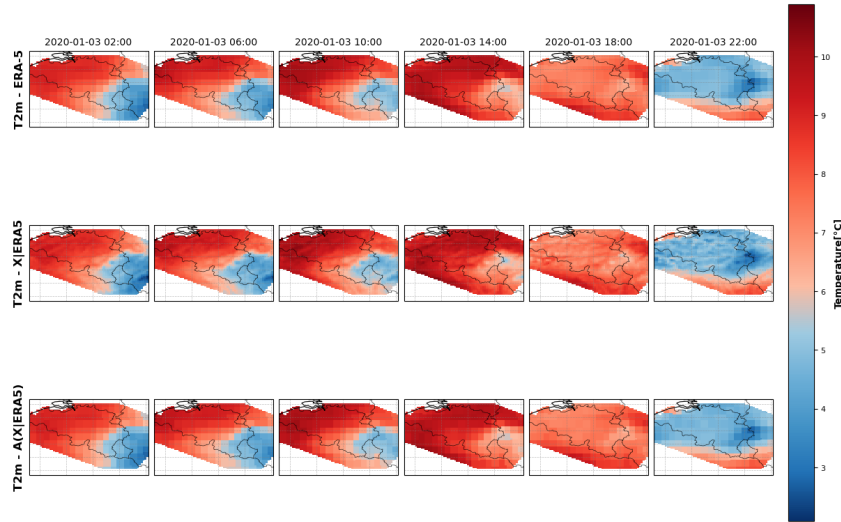 2020-01-03 02:00 2020-01-03 06:00 2020-01-03 10:00 2020-01-03 14:00 2020-01-03 18:00 2020-01-03 22:00
T2m - ERA-5
T2m - X|ERA5
T2m - A(X|ERA5)
10
9
8
7
6
5
4
3
Temperature[°C]